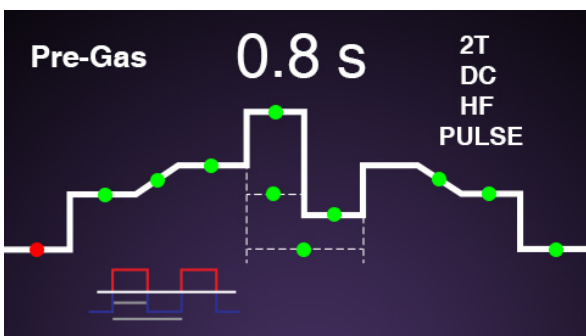 Pre-Gas
0.8 s
2T
DC
HF
PULSE